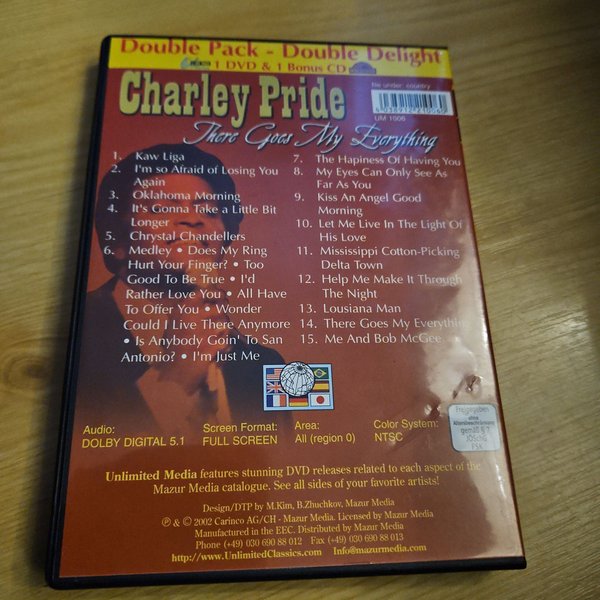 Double Pack - Double Delight
1 DVD & 1 Bonus CD
Charley Pride
file under: country
UM 1006
There Goes My Everything
1. Kaw Liga
2. I'm so Afraid of Losing You
Again
3. Oklahoma Morning
4. It's Gonna Take a Little Bit
Longer
5. Chrystal Chandellers
6. Medley • Does My Ring
Hurt Your Finger? • Too
Good To Be True • I'd
Rather Love You • All Have
To Offer You • Wonder
Could I Live There Anymore
• Is Anybody Goin' To San
Antonio? • I'm Just Me
7. The Hapiness Of Having You
8. My Eyes Can Only See As
Far As You
9. Kiss An Angel Good
Morning
10. Let Me Live In The Light Of
His Love
11. Mississippi Cotton-Picking
Delta Town
12. Help Me Make It Through
The Night
13. Lousiana Man
14. There Goes My Everything
15. Me And Bob McGee
Audio:
DOLBY DIGITAL 5.1
Screen Format:
FULL SCREEN
Area:
All (region 0)
Color System:
NTSC
Freigegeben
ohne
Altersbeschränkung
gemäß § 7
JÖSchG
FSK
Unlimited Media features stunning DVD releases related to each aspect of the
Mazur Media catalogue. See all sides of your favorite artists!
Design/DTP by M.Kim, B.Zhuchkov, Mazur Media
℗ & © 2002 Carinco AG/CH - Mazur Media. Licensed by Mazur Media
Manufactured in the EEC. Distributed by Mazur Media
Phone (+49) 030 690 88 012 Fax (+49) 030 690 88 013
http://www.UnlimitedClassics.com Info@mazurmedia.com